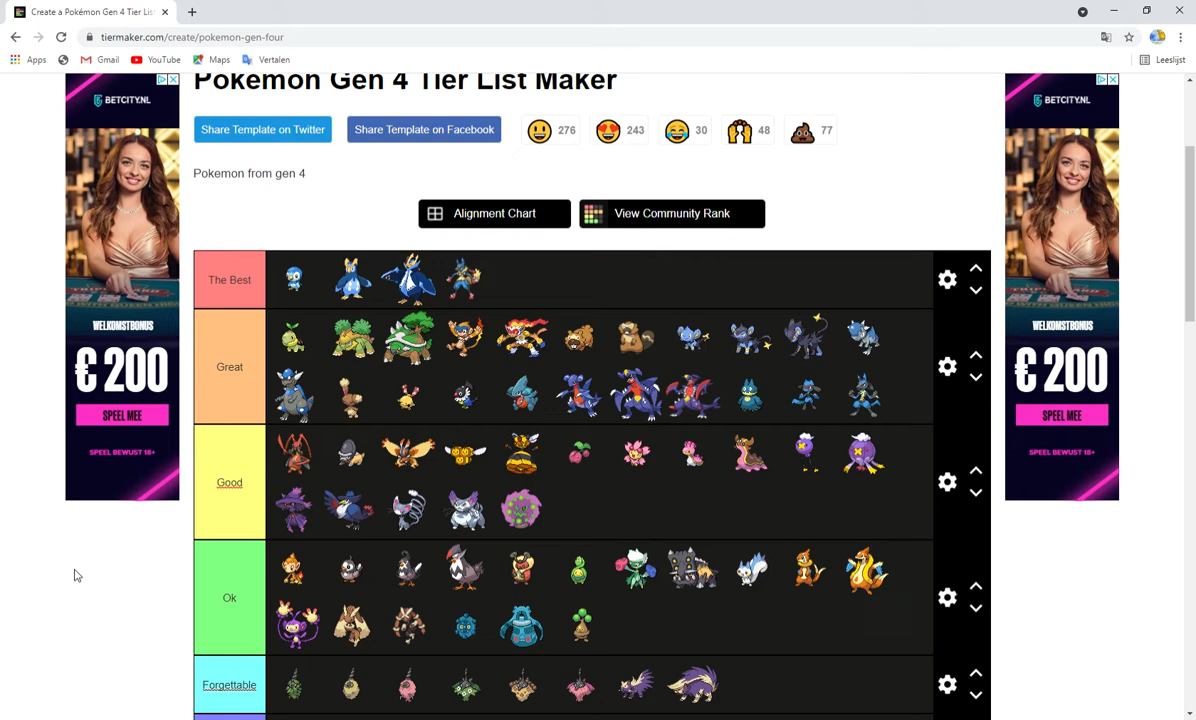 Create a Pokémon Gen 4 Tier List
tiermaker.com/create/pokemon-gen-four
Apps
Gmail
YouTube
Maps
Vertalen
Leeslijst
Pokemon Gen 4 Tier List Maker
Share Template on Twitter
Share Template on Facebook
276
243
30
48
77
Pokemon from gen 4
Alignment Chart
View Community Rank
BETCITY.NL
WELKOMSTBONUS
€ 200
SPEEL MEE
SPEEL BEWUST 18+
The Best
Great
Good
Ok
Forgettable
BETCITY.NL
WELKOMSTBONUS
€ 200
SPEEL MEE
SPEEL BEWUST 18+